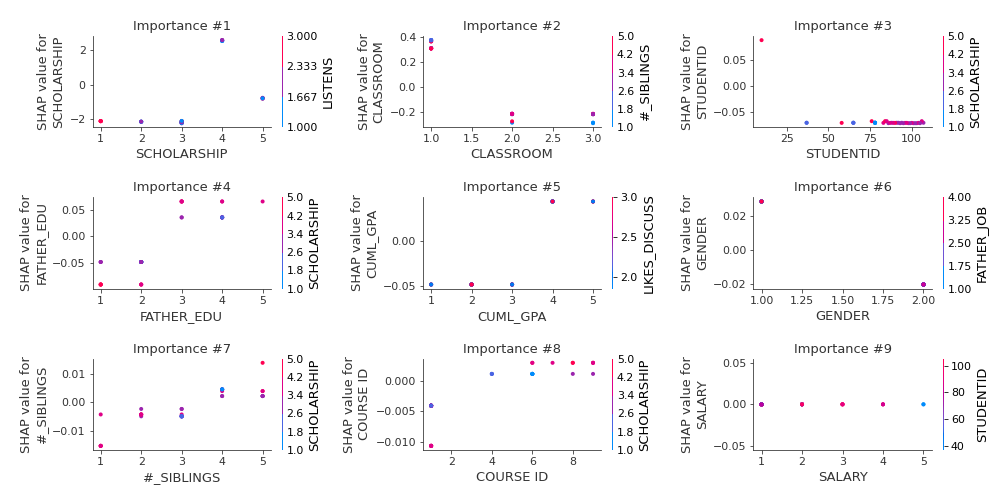 Importance #1
SHAP value for
SCHOLARSHIP
2
0
−2
1
2
3
4
5
SCHOLARSHIP
3.000
2.333
1.667
1.000
LISTENS
Importance #2
SHAP value for
CLASSROOM
0.4
0.2
0.0
−0.2
1.0
1.5
2.0
2.5
3.0
CLASSROOM
5.0
4.2
3.4
2.6
1.8
1.0
#_SIBLINGS
Importance #3
SHAP value for
STUDENTID
0.05
0.00
−0.05
25
50
75
100
STUDENTID
5.0
4.2
3.4
2.6
1.8
1.0
SCHOLARSHIP
Importance #4
SHAP value for
FATHER_EDU
0.05
0.00
−0.05
1
2
3
4
5
FATHER_EDU
5.0
4.2
3.4
2.6
1.8
1.0
SCHOLARSHIP
Importance #5
SHAP value for
CUML_GPA
0.00
−0.05
1
2
3
4
5
CUML_GPA
3.0
2.5
2.0
LIKES_DISCUSS
Importance #6
SHAP value for
GENDER
0.02
0.00
−0.02
1.00
1.25
1.50
1.75
2.00
GENDER
4.00
3.25
2.50
1.75
1.00
FATHER_JOB
Importance #7
SHAP value for
#_SIBLINGS
0.01
0.00
−0.01
1
2
3
4
5
#_SIBLINGS
5.0
4.2
3.4
2.6
1.8
1.0
SCHOLARSHIP
Importance #8
SHAP value for
COURSE ID
0.000
−0.005
−0.010
2
4
6
8
COURSE ID
5.0
4.2
3.4
2.6
1.8
1.0
SCHOLARSHIP
Importance #9
SHAP value for
SALARY
0.05
0.00
−0.05
1
2
3
4
5
SALARY
100
80
60
40
STUDENTID